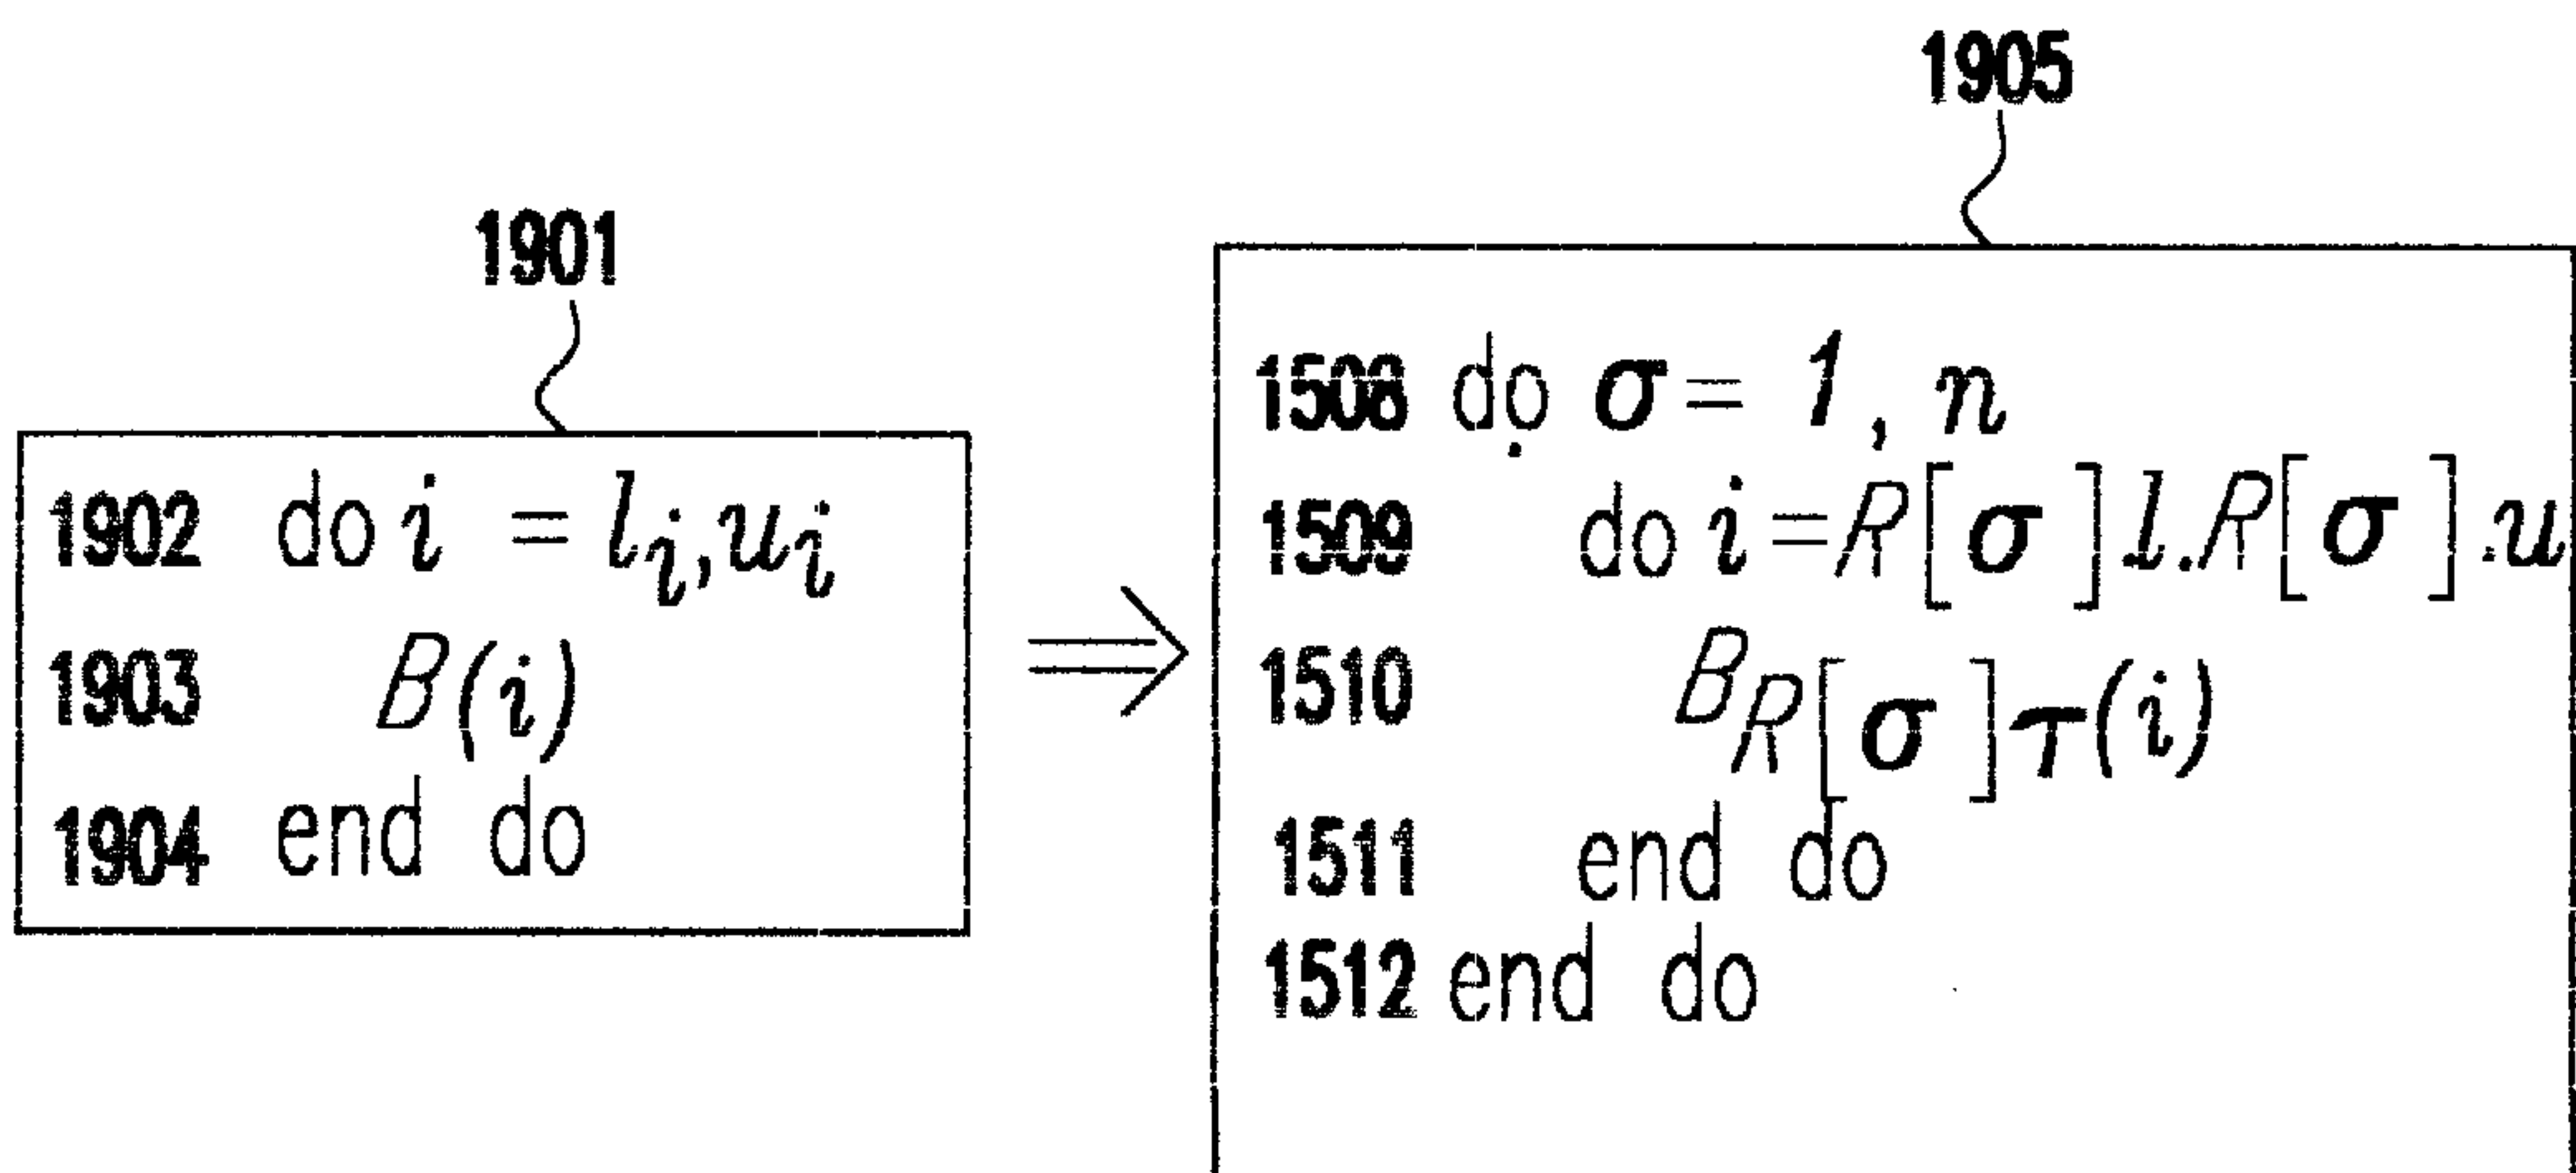 1901
1902 do i = l_i,u_i
1903 B(i)
1904 end do
1905
1508 do σ = 1, n
1509 do i = R[σ].l.R[σ].u
1510 B_R[σ]τ(i)
1511 end do
1512 end do